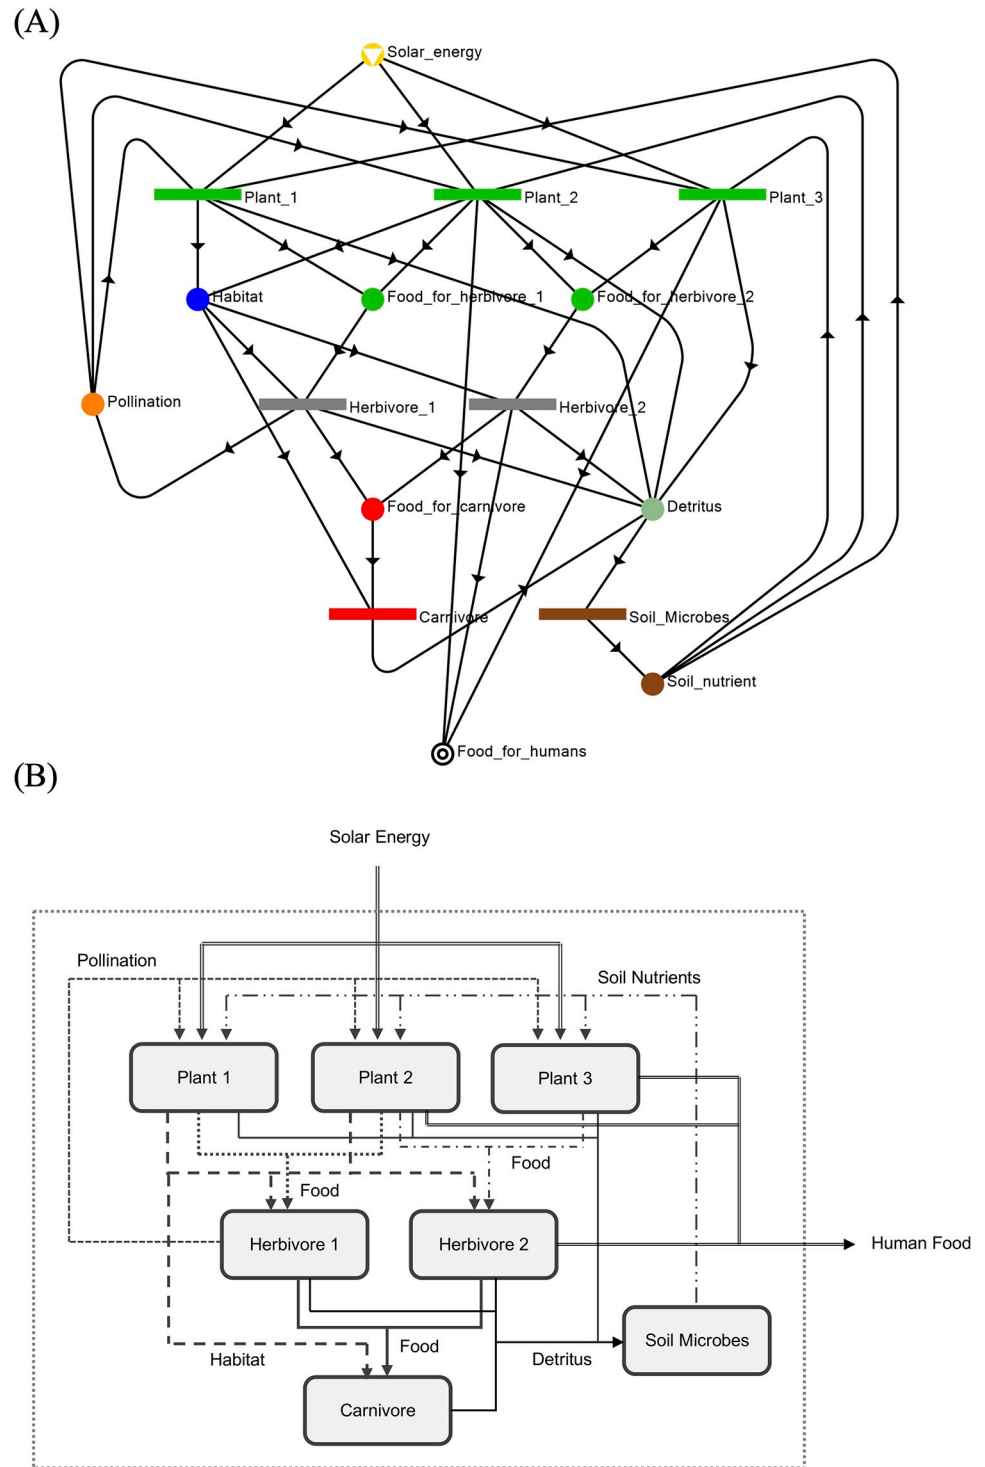 (A)
Solar_energy
Plant_1
Plant_2
Plant_3
Habitat
Food_for_herbivore_1
Food_for_herbivore_2
Pollination
Herbivore_1
Herbivore_2
Food_for_carnivore
Detritus
Carnivore
Soil_Microbes
Soil_nutrient
Food_for_humans
(B)
Solar Energy
Pollination
Soil Nutrients
Plant 1
Plant 2
Plant 3
Food
Food
Herbivore 1
Herbivore 2
Human Food
Soil Microbes
Food
Habitat
Detritus
Carnivore